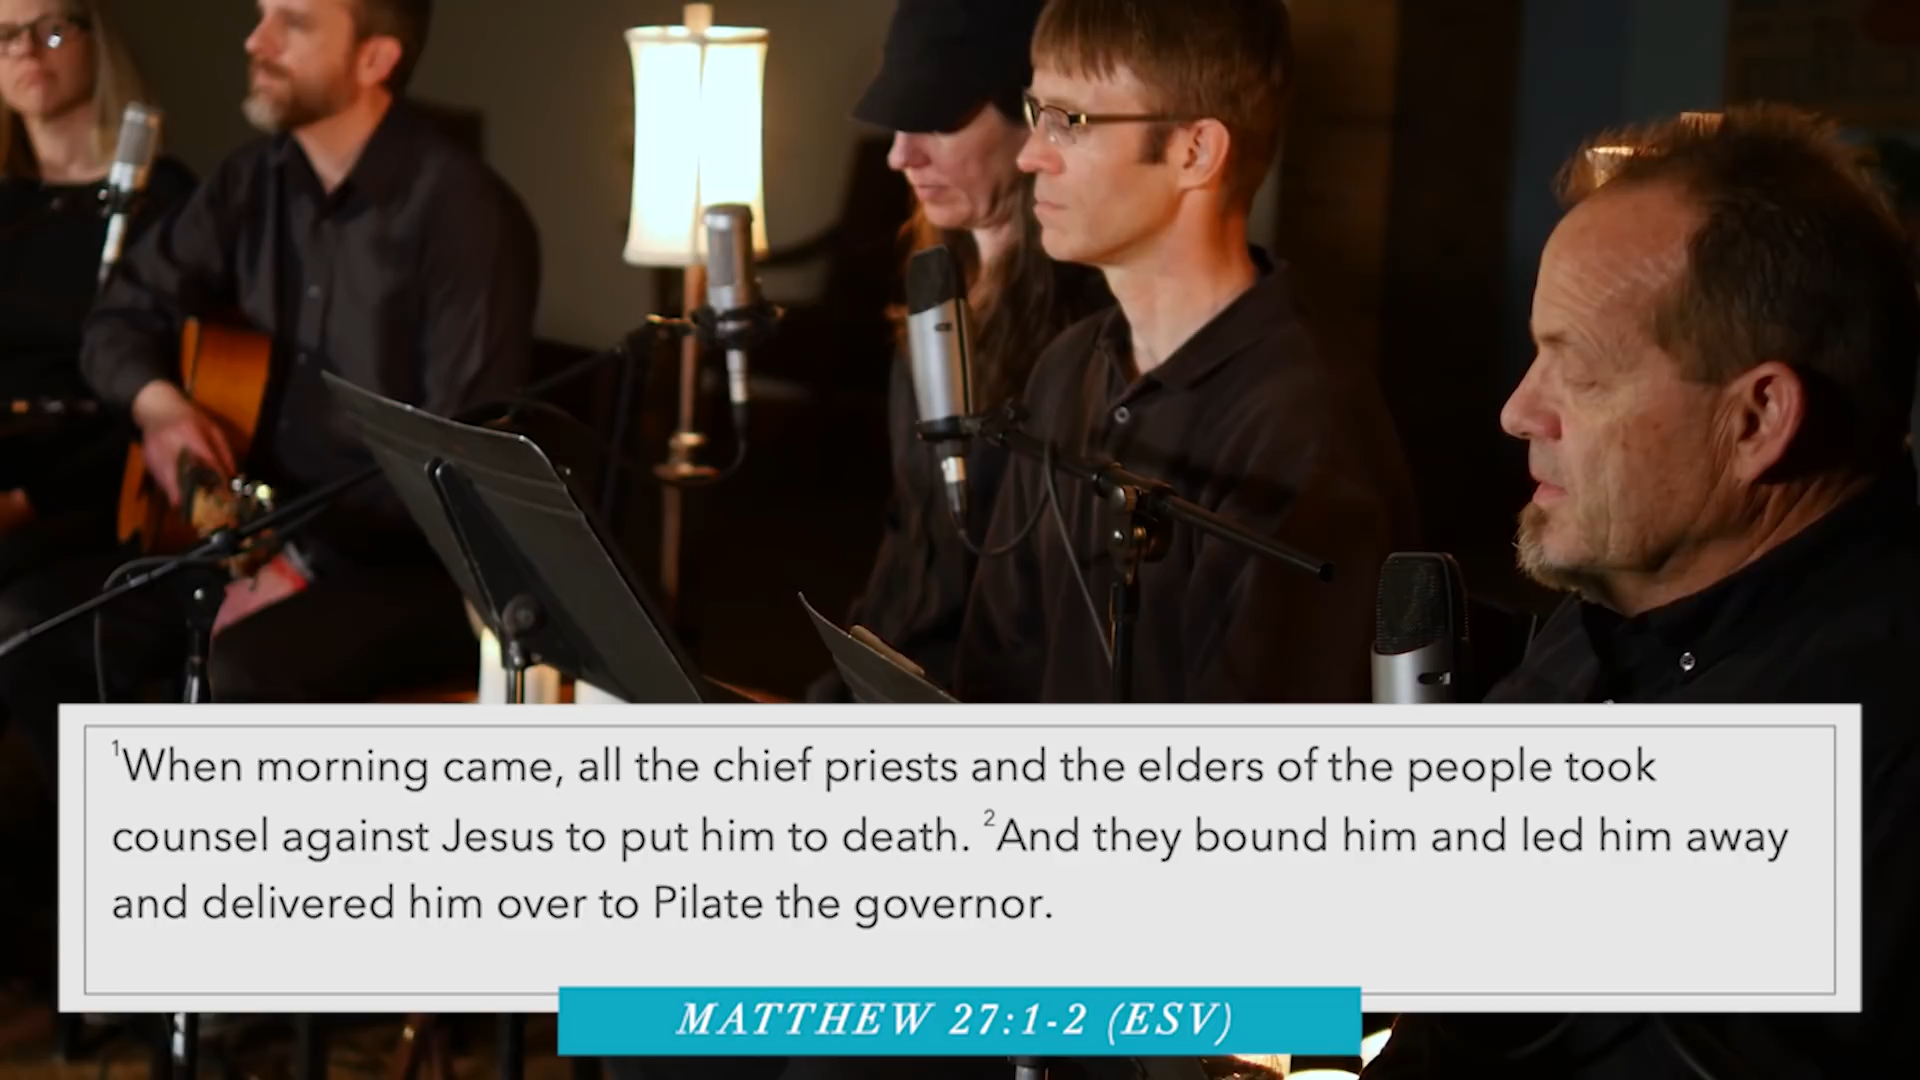 ¹When morning came, all the chief priests and the elders of the people took
counsel against Jesus to put him to death. ²And they bound him and led him away
and delivered him over to Pilate the governor.
MATTHEW 27:1-2 (ESV)